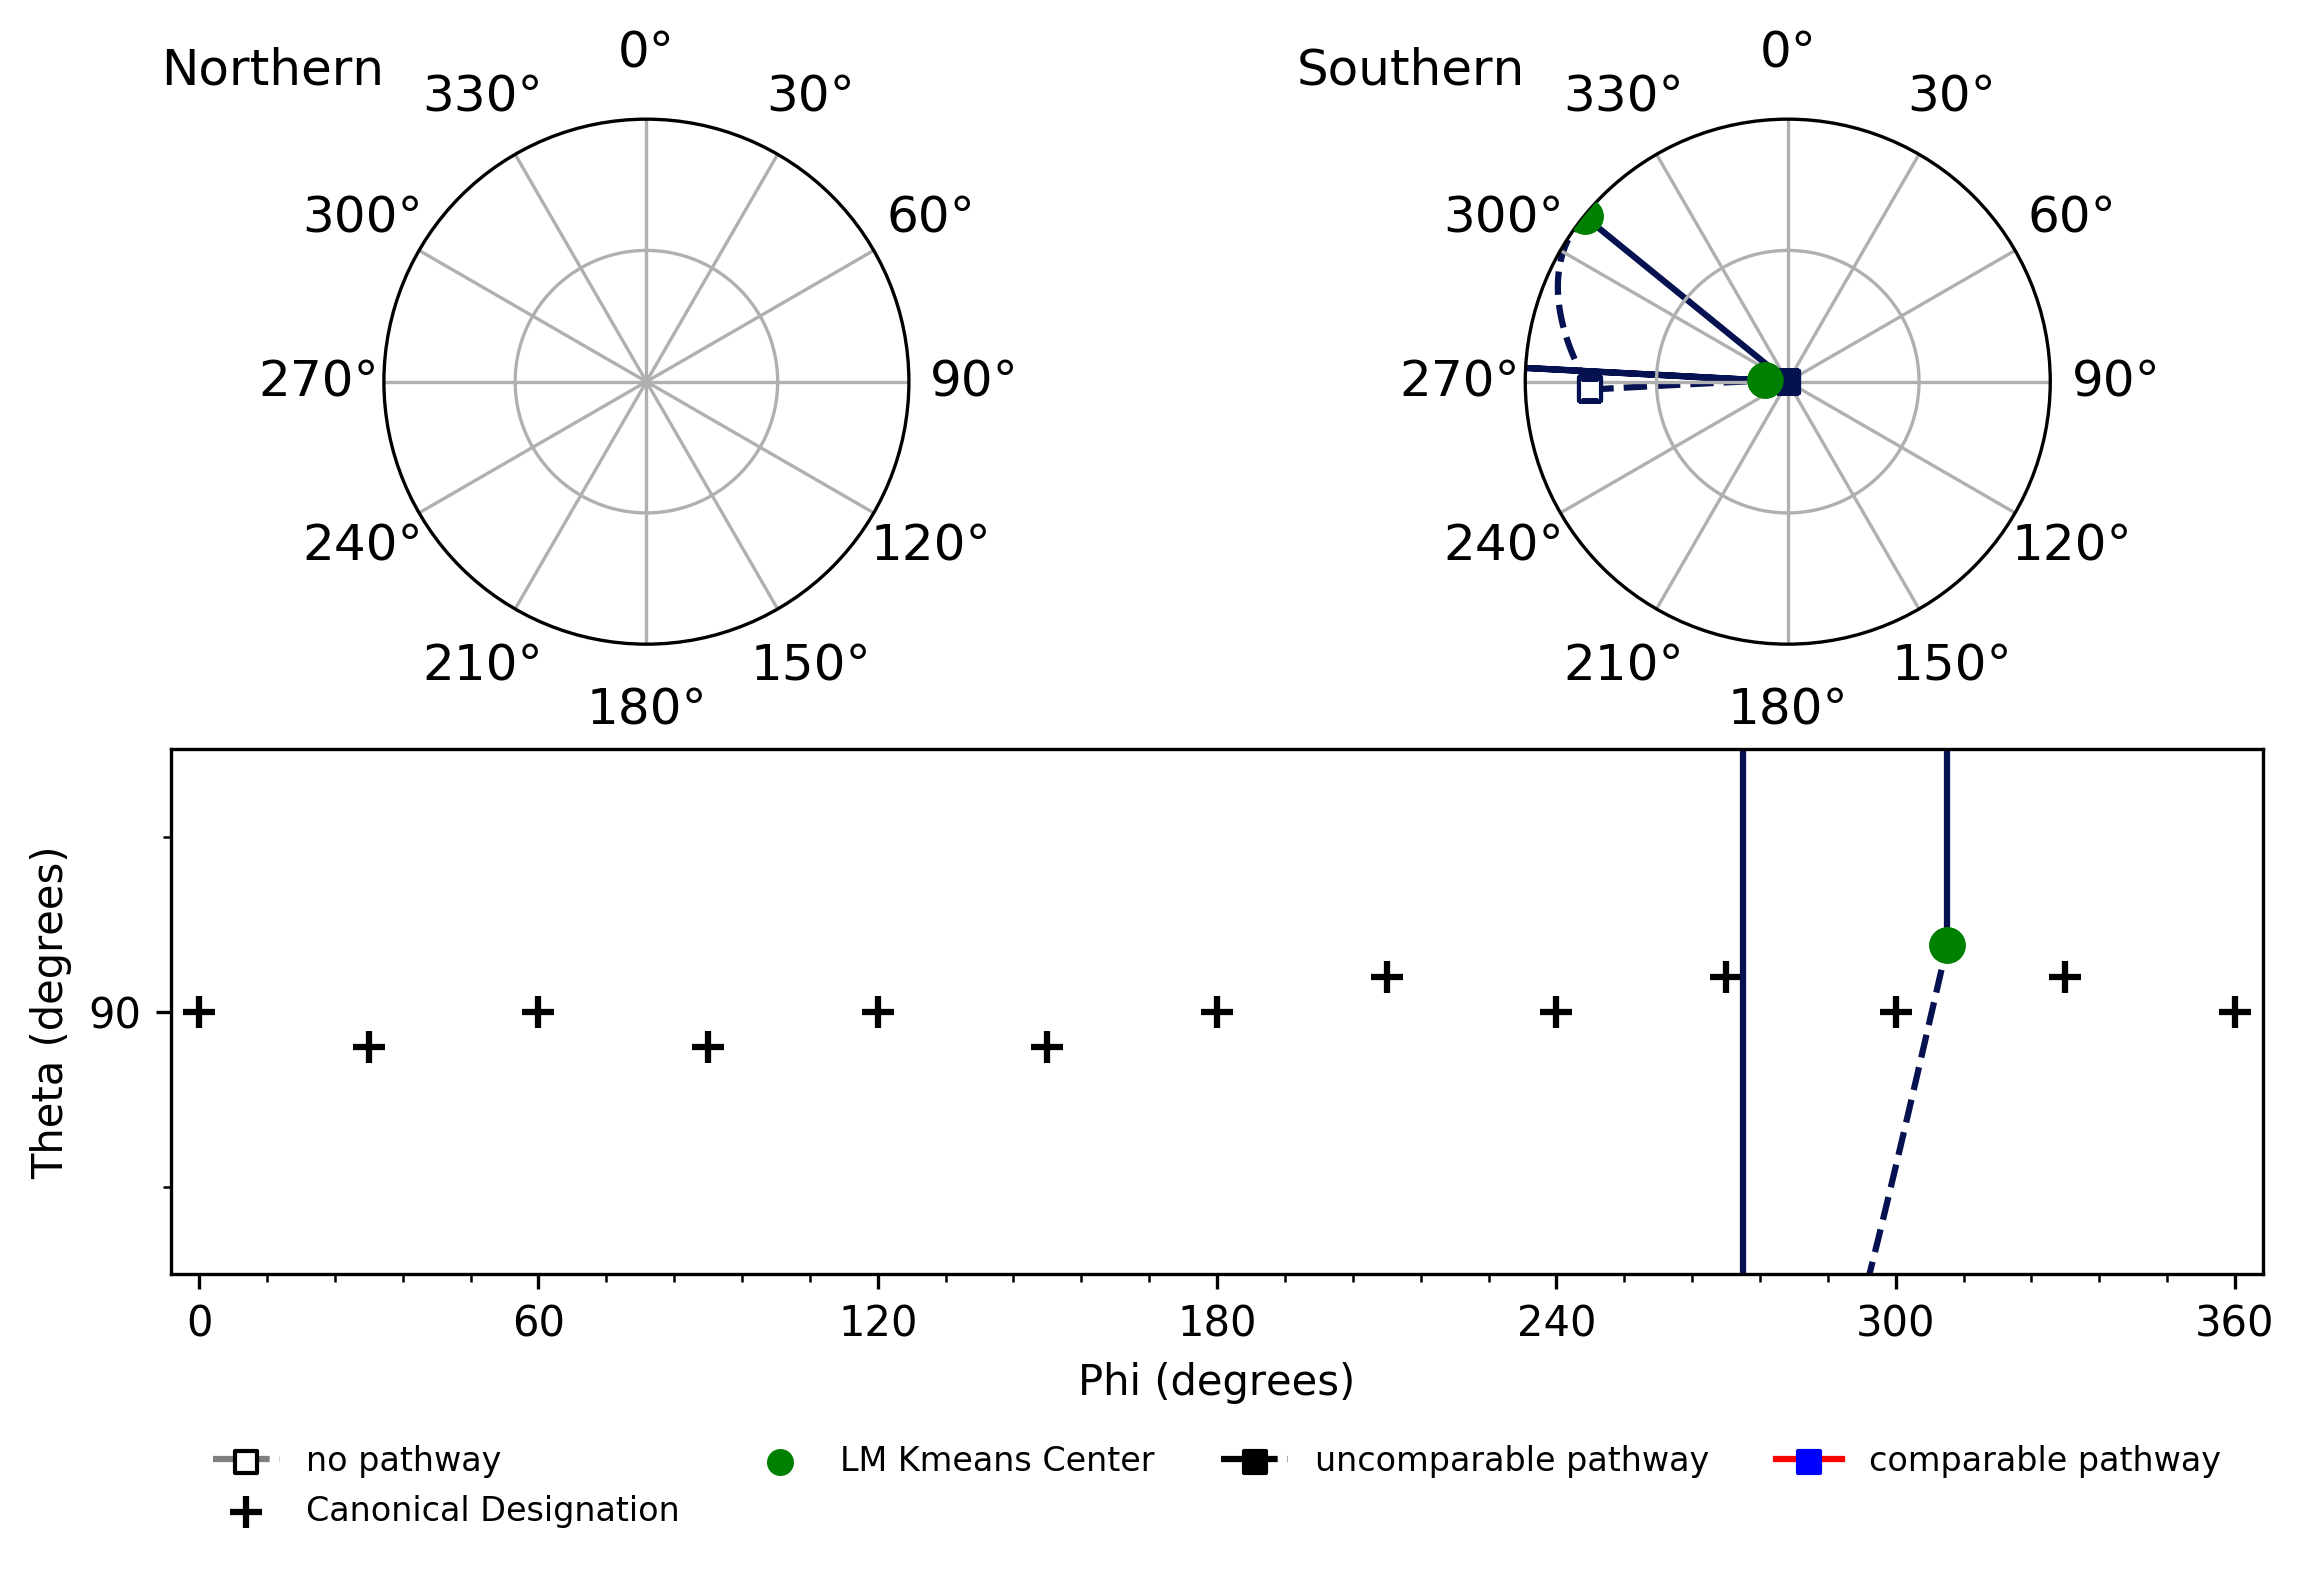 Northern
0°
30°
60°
90°
120°
150°
180°
210°
240°
270°
300°
330°
Southern
0°
30°
60°
90°
120°
150°
180°
210°
240°
270°
300°
330°
Theta (degrees)
90
0 60 120 180 240 300 360
Phi (degrees)
no pathway
Canonical Designation
LM Kmeans Center
uncomparable pathway
comparable pathway